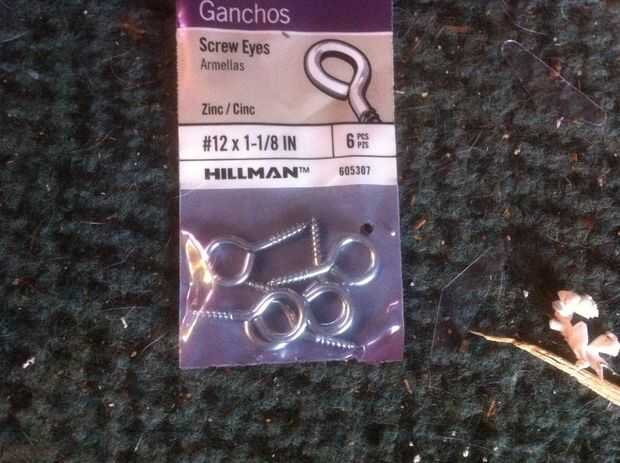 Ganchos
Screw Eyes
Armellas
Zinc / Cinc
#12 x 1-1/8 IN 6 PCS PZS
HILLMAN™ 605307